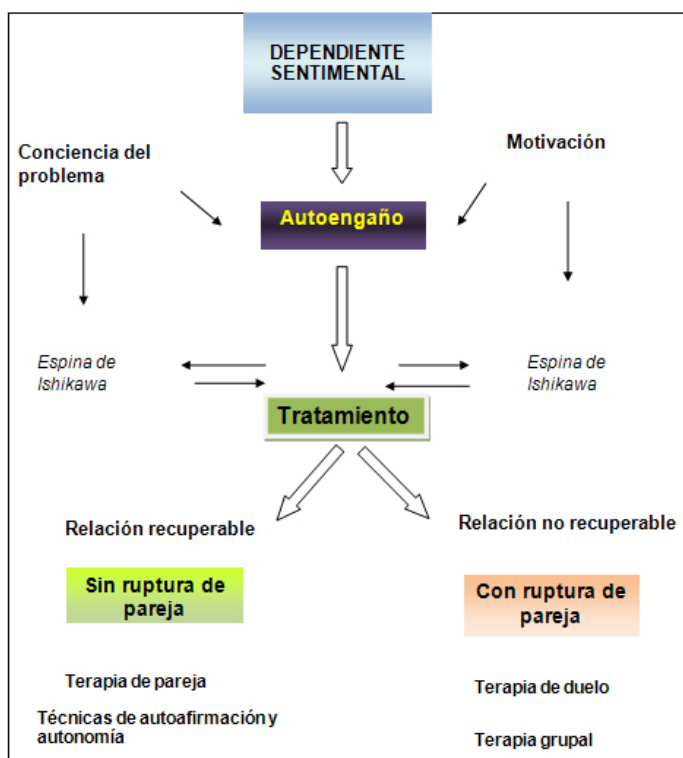 DEPENDIENTE
SENTIMENTAL
Conciencia del
problema
Motivación
Autoengaño
Espina de
Ishikawa
Espina de
Ishikawa
Tratamiento
Relación recuperable
Relación no recuperable
Sin ruptura de
pareja
Con ruptura de
pareja
Terapia de pareja
Técnicas de autoafirmación y
autonomía
Terapia de duelo
Terapia grupal